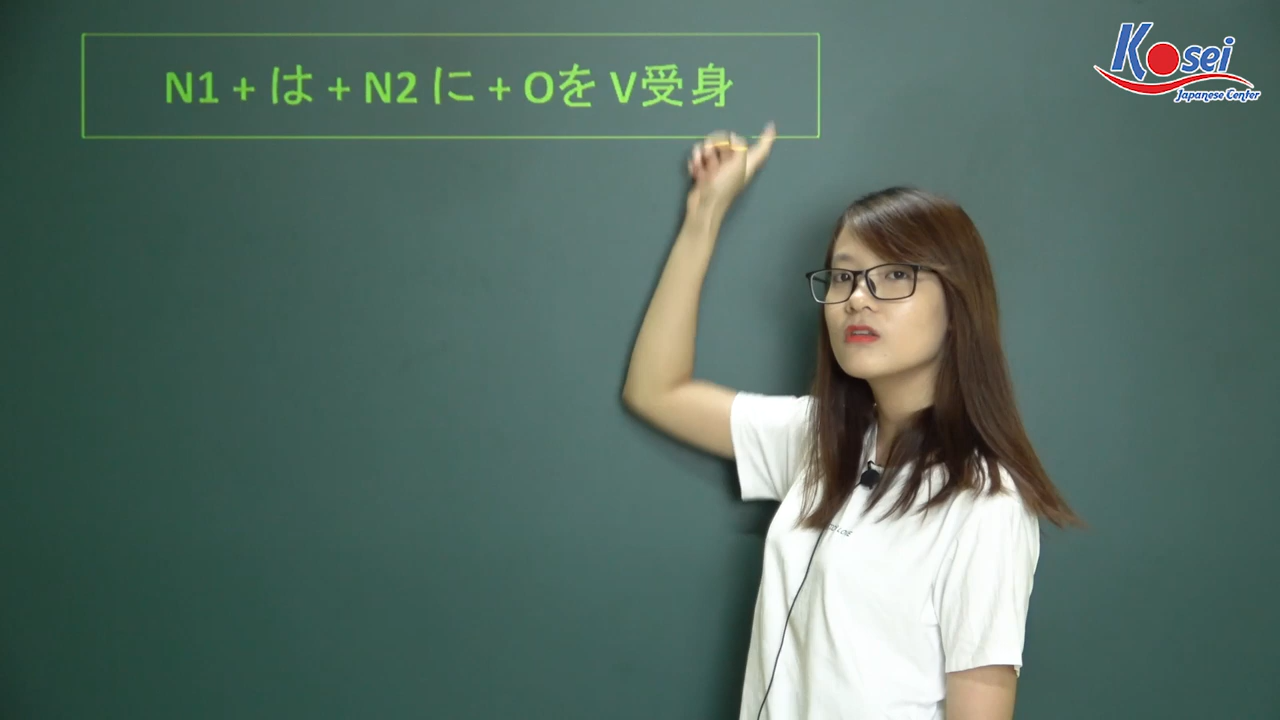 N1 + は + N2 に + Oを V受身
Kosei
Japanese Center